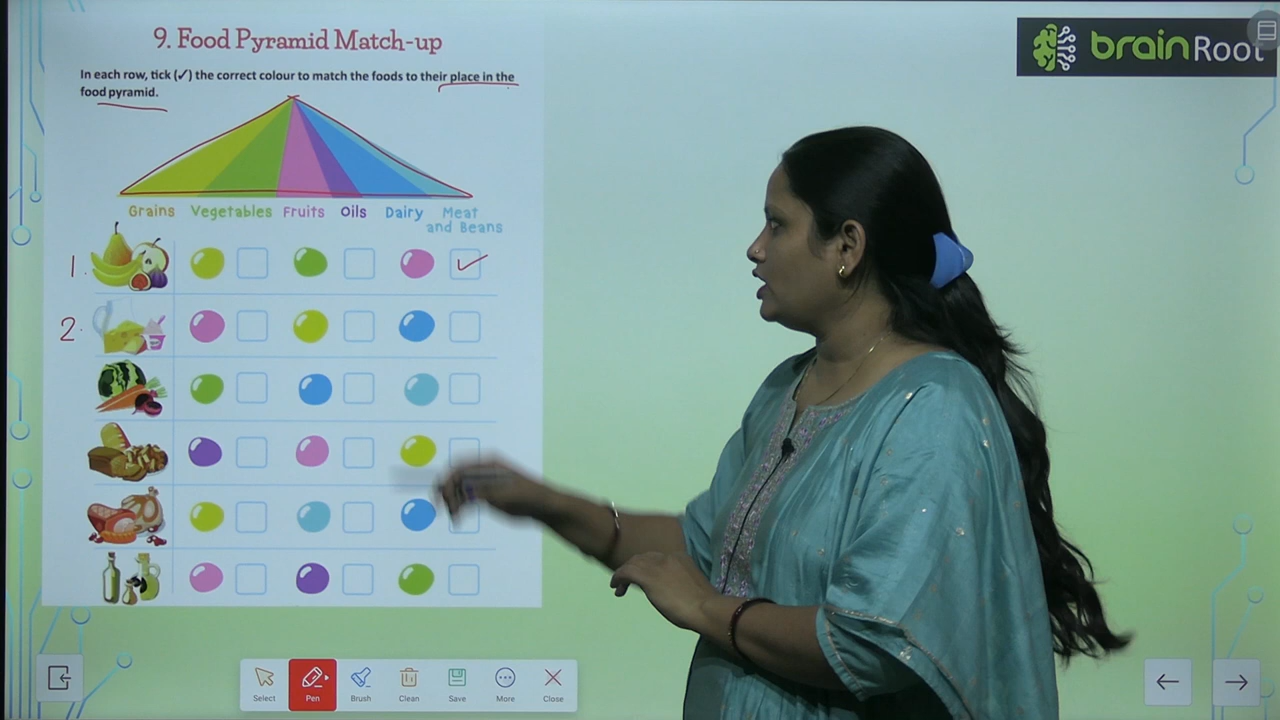 9. Food Pyramid Match-up
In each row, tick (✓) the correct colour to match the foods to their place in the
food pyramid.
brainRoot
Grains Vegetables Fruits Oils Dairy Meat
and Beans
1.
2.
Select Pen Brush Clean Save More Close